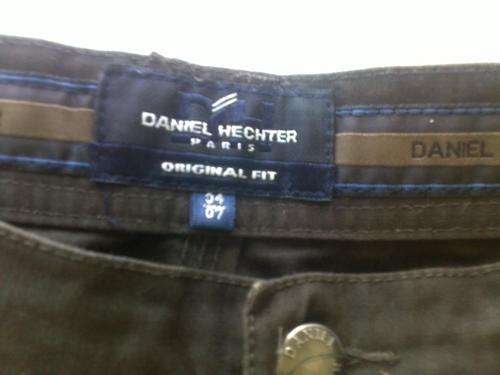 DANIEL HECHTER
PARIS
ORIGINAL FIT
34
07
DANIEL